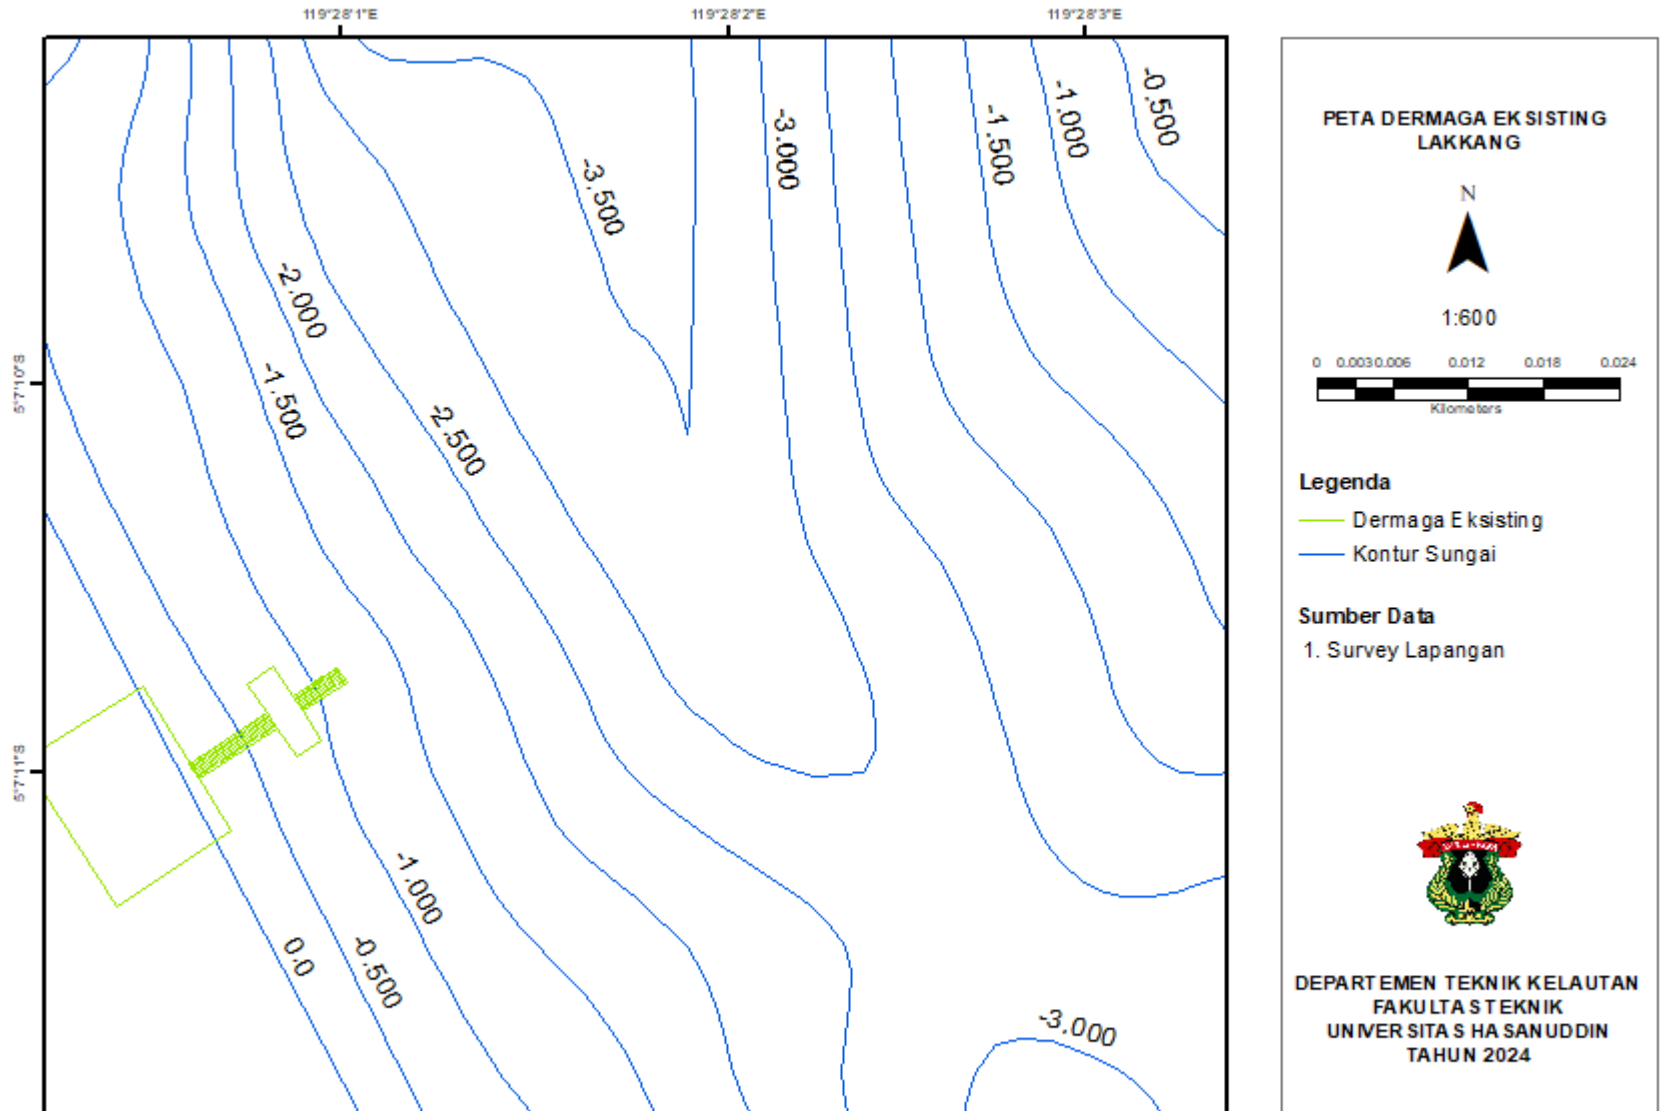 119°28'1"E
119°28'2"E
119°28'3"E
5°7'10"S
5°7'11"S
-3.500
-3.000
-1.500
-1.000
-0.500
-2.000
-1.500
-2.500
-1.000
-0.500
0.0
-3.000
PETA DERMAGA EKSISTING
LAKKANG
N
1:600
0 0.003 0.006 0.012 0.018 0.024
Kilometers
Legenda
Dermaga Eksisting
Kontur Sungai
Sumber Data
1. Survey Lapangan
DEPARTEMEN TEKNIK KELAUTAN
FAKULTAS TEKNIK
UNIVERSITAS HASANUDDIN
TAHUN 2024